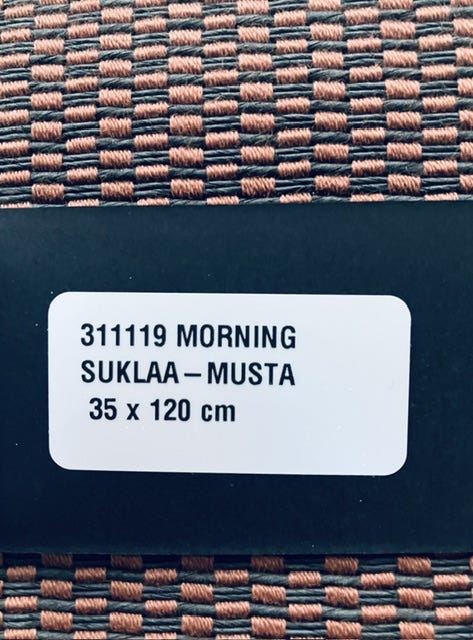 311119 MORNING
SUKLAA–MUSTA
35 x 120 cm